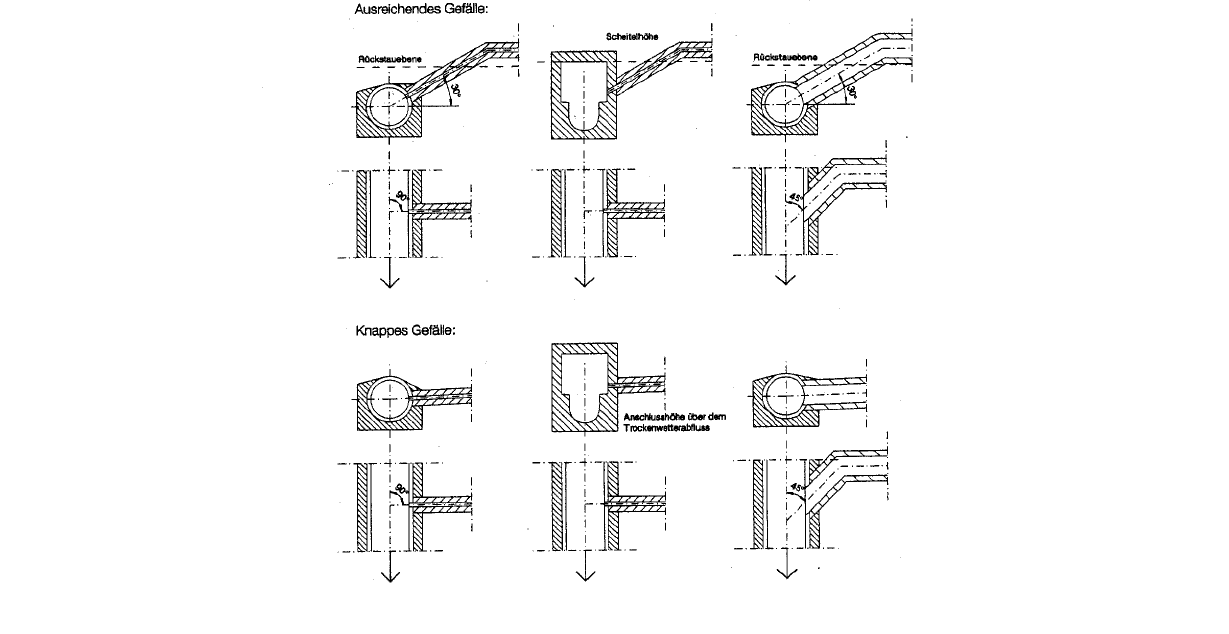 Ausreichendes Gefälle:
Scheitelhöhe
Rückstauebene
Rückstauebene
30°
30°
90°
45°
Knappes Gefälle:
Anschlusshöhe über dem
Trockenwetterabfluss
90°
45°